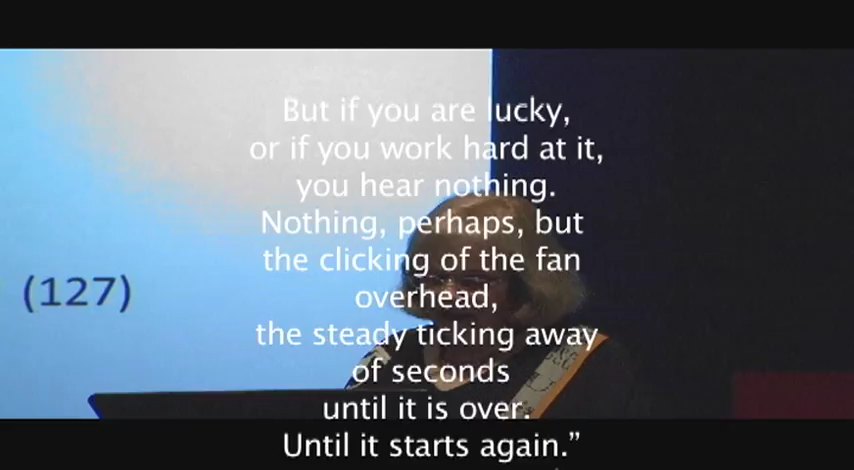 But if you are lucky,
or if you work hard at it,
you hear nothing.
Nothing, perhaps, but
the clicking of the fan
overhead,
the steady ticking away
of seconds
until it is over.
Until it starts again.”
(127)